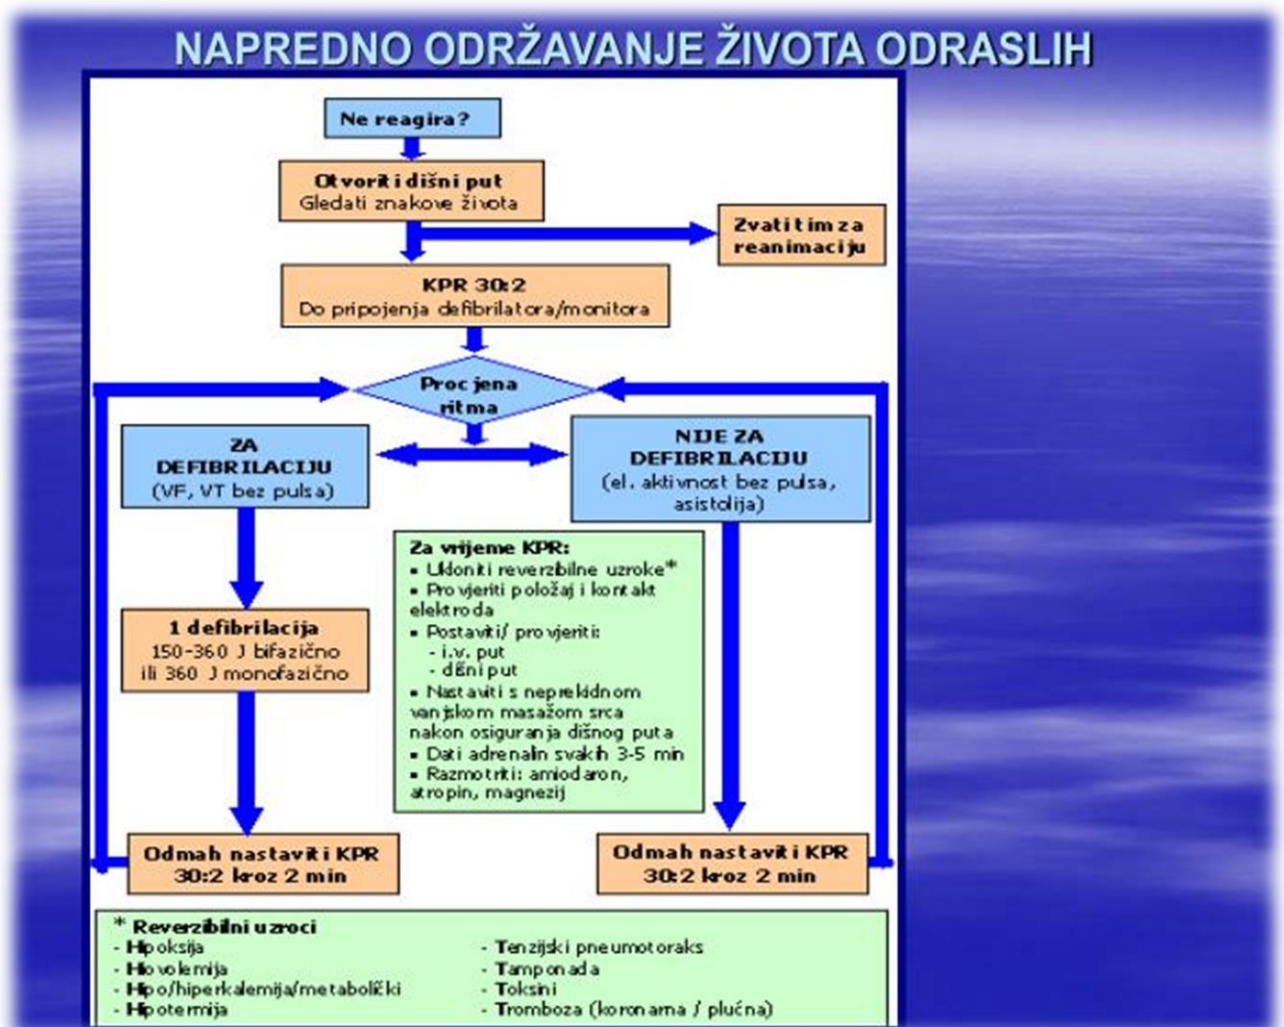 NAPREDNO ODRŽAVANJE ŽIVOTA ODRASLIH
Ne reagira?
Otvoriti dišni put
Gledati znakove života
Zvati tim za
reanimaciju
KPR 30:2
Do pripojenja defibrilatora/monitora
Procjena
ritma
ZA
DEFIBRILACIJU
(VF, VT bez pulsa)
NIJE ZA
DEFIBRILACIJU
(el. aktivnost bez pulsa,
asistolija)
1 defibrilacija
150-360 J bifazično
ili 360 J monofazično
Za vrijeme KPR:
▪ Ukloniti reverzibilne uzroke*
▪ Provjeriti položaj i kontakt
elektroda
▪ Postaviti/ provjeriti:
- i.v. put
- dišni put
▪ Nastaviti s neprekidnom
vanjskom masažom srca
nakon osiguranja dišnog puta
▪ Dati adrenalin svakih 3-5 min
▪ Razmotriti: amiodaron,
atropin, magnezij
Odmah nastaviti KPR
30:2 kroz 2 min
Odmah nastaviti KPR
30:2 kroz 2 min
* Reverzibilni uzroci
- Hipoksija
- Hiovolemija
- Hipo/hiperkalemija/metabolički
- Hipotermija
- Tenzijski pneumotoraks
- Tamponada
- Toksini
- Tromboza (koronarna / plućna)